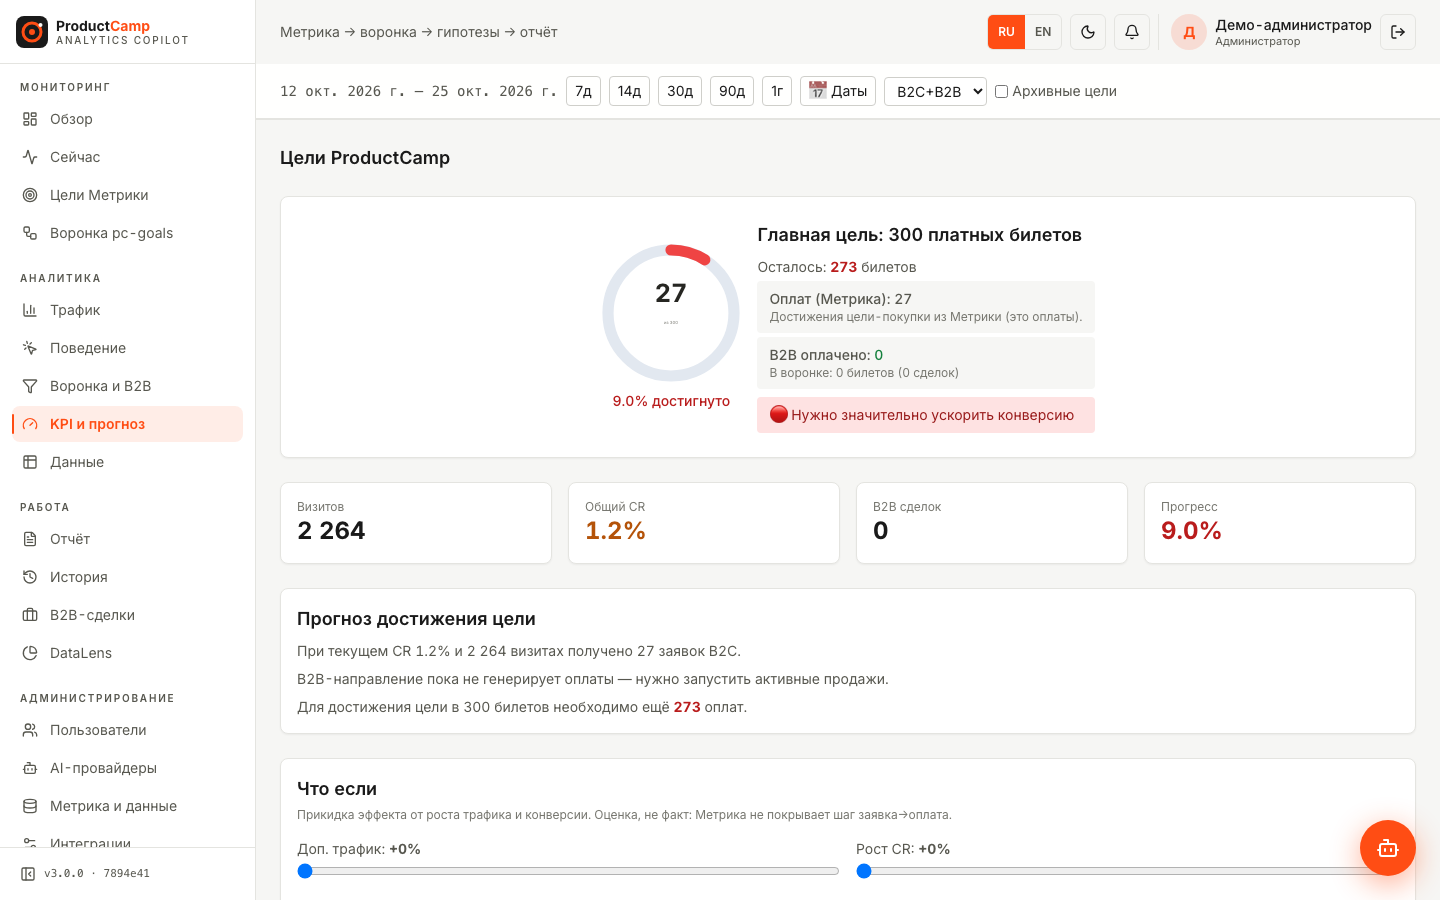 ProductCamp
ANALYTICS COPILOT
МОНИТОРИНГ
Обзор
Сейчас
Цели Метрики
Воронка pc-goals
АНАЛИТИКА
Трафик
Поведение
Воронка и B2B
KPI и прогноз
Данные
РАБОТА
Отчёт
История
B2B-сделки
DataLens
АДМИНИСТРИРОВАНИЕ
Пользователи
AI-провайдеры
Метрика и данные
Интеграции
v3.0.0 · 7894e41
Метрика → воронка → гипотезы → отчёт
RU EN
Д
Демо-администратор
Администратор
12 окт. 2026 г. — 25 окт. 2026 г. 7д 14д 30д 90д 1г 17 Даты B2C+B2B Архивные цели
Цели ProductCamp
27
из 300
9.0% достигнуто
Главная цель: 300 платных билетов
Осталось: 273 билетов
Оплат (Метрика): 27
Достижения цели-покупки из Метрики (это оплаты).
B2B оплачено: 0
В воронке: 0 билетов (0 сделок)
Нужно значительно ускорить конверсию
Визитов
2 264
Общий CR
1.2%
B2B сделок
0
Прогресс
9.0%
Прогноз достижения цели
При текущем CR 1.2% и 2 264 визитах получено 27 заявок B2C.
B2B-направление пока не генерирует оплаты — нужно запустить активные продажи.
Для достижения цели в 300 билетов необходимо ещё 273 оплат.
Что если
Прикидка эффекта от роста трафика и конверсии. Оценка, не факт: Метрика не покрывает шаг заявка→оплата.
Доп. трафик: +0%
Рост CR: +0%